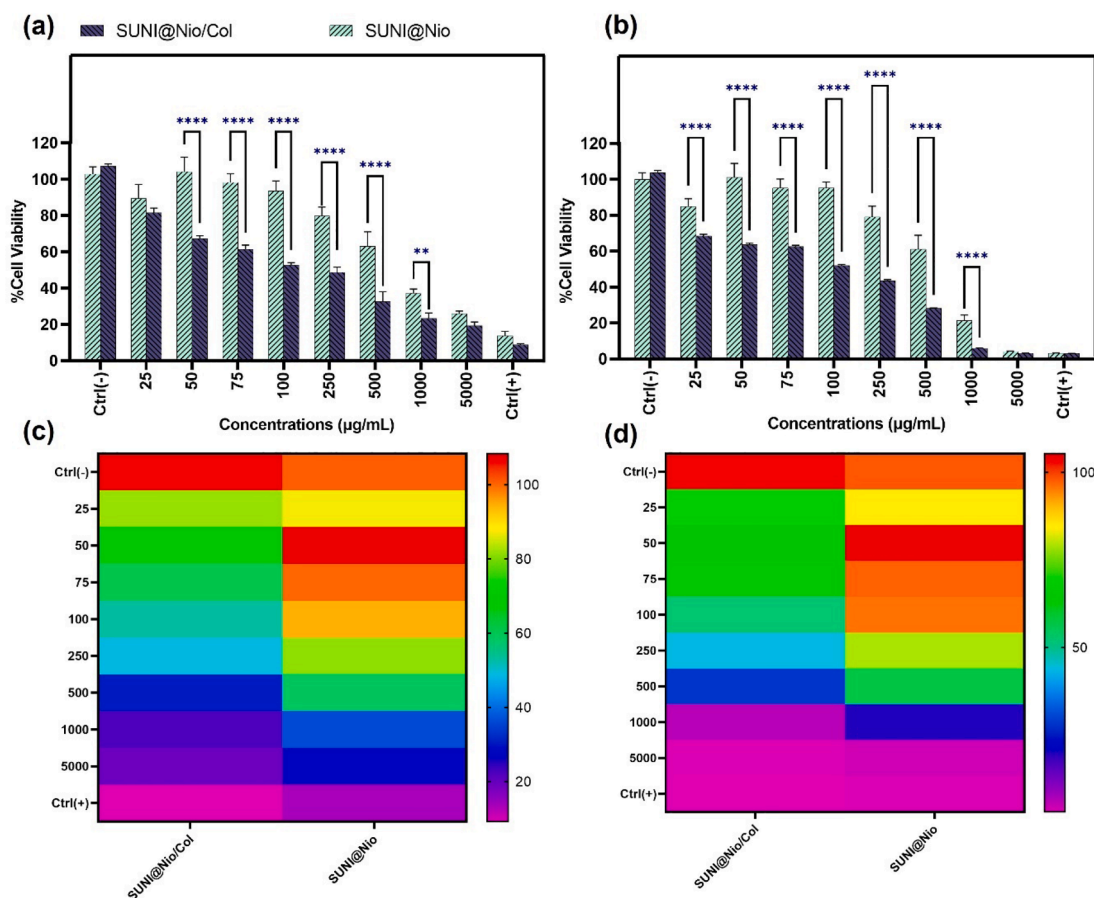 (a) SUNI@Nio/Col SUNI@Nio (b)
**** **** **** **** **** **
%Cell Viability
120
100
80
60
40
20
0
Ctrl(-) 25 50 75 100 250 5000 1000 5000 Ctrl(+)
Concentrations (µg/mL)
**** **** **** **** **** **** ****
%Cell Viability
120
100
80
60
40
20
0
Ctrl(-) 25 50 75 100 250 5000 1000 5000 Ctrl(+)
Concentrations (µg/mL)
(c)
Ctrl(-)
25
50
75
100
250
500
1000
5000
Ctrl(+)
SUNI@Nio/Col SUNI@Nio
100
80
60
40
20
(d)
Ctrl(-)
25
50
75
100
250
500
1000
5000
Ctrl(+)
SUNI@Nio/Col SUNI@Nio
100
50